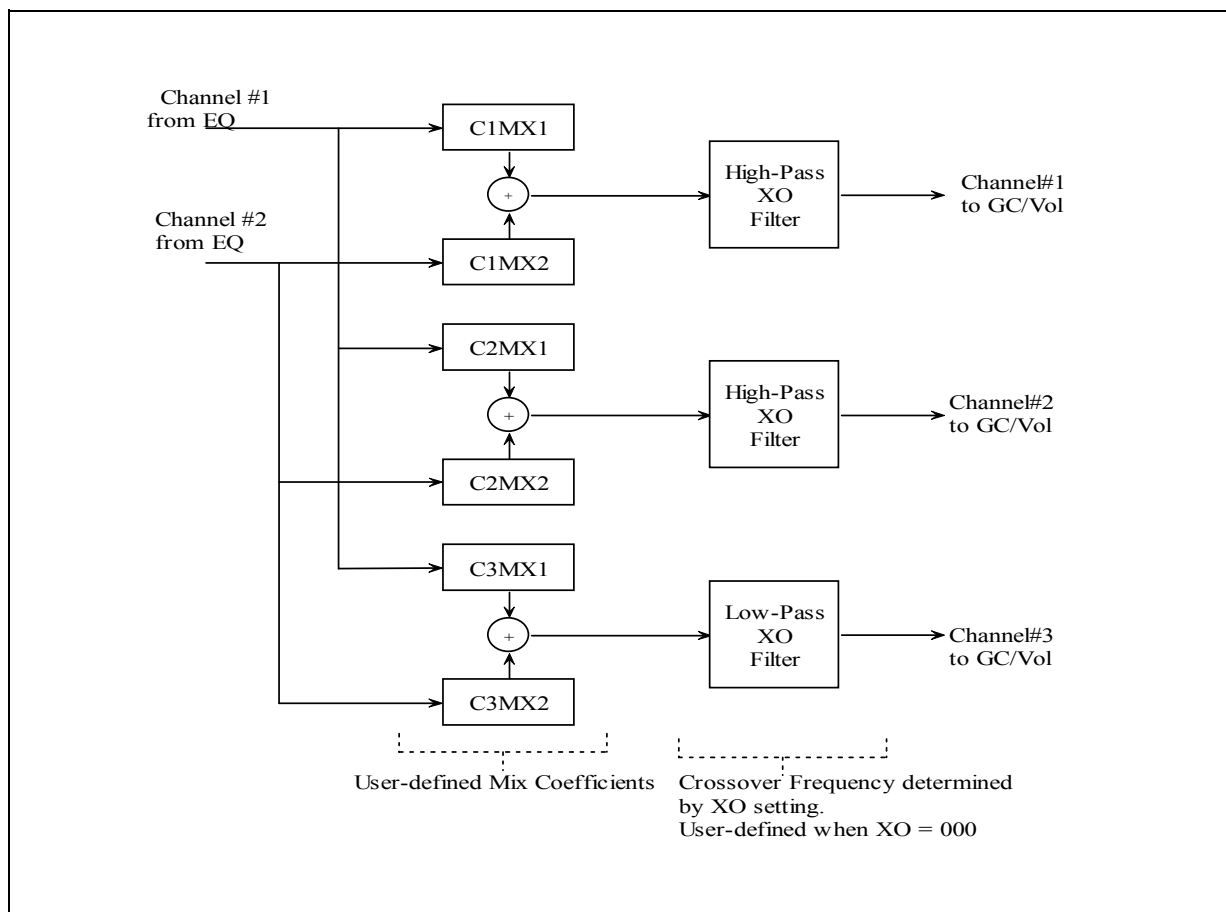 Channel #1
from EQ
C1MX1
+
High-Pass
XO
Filter
Channel#1
to GC/Vol
Channel #2
from EQ
C1MX2
C2MX1
+
High-Pass
XO
Filter
Channel#2
to GC/Vol
C2MX2
C3MX1
+
Low-Pass
XO
Filter
Channel#3
to GC/Vol
C3MX2
User-defined Mix Coefficients
Crossover Frequency determined
by XO setting.
User-defined when XO = 000